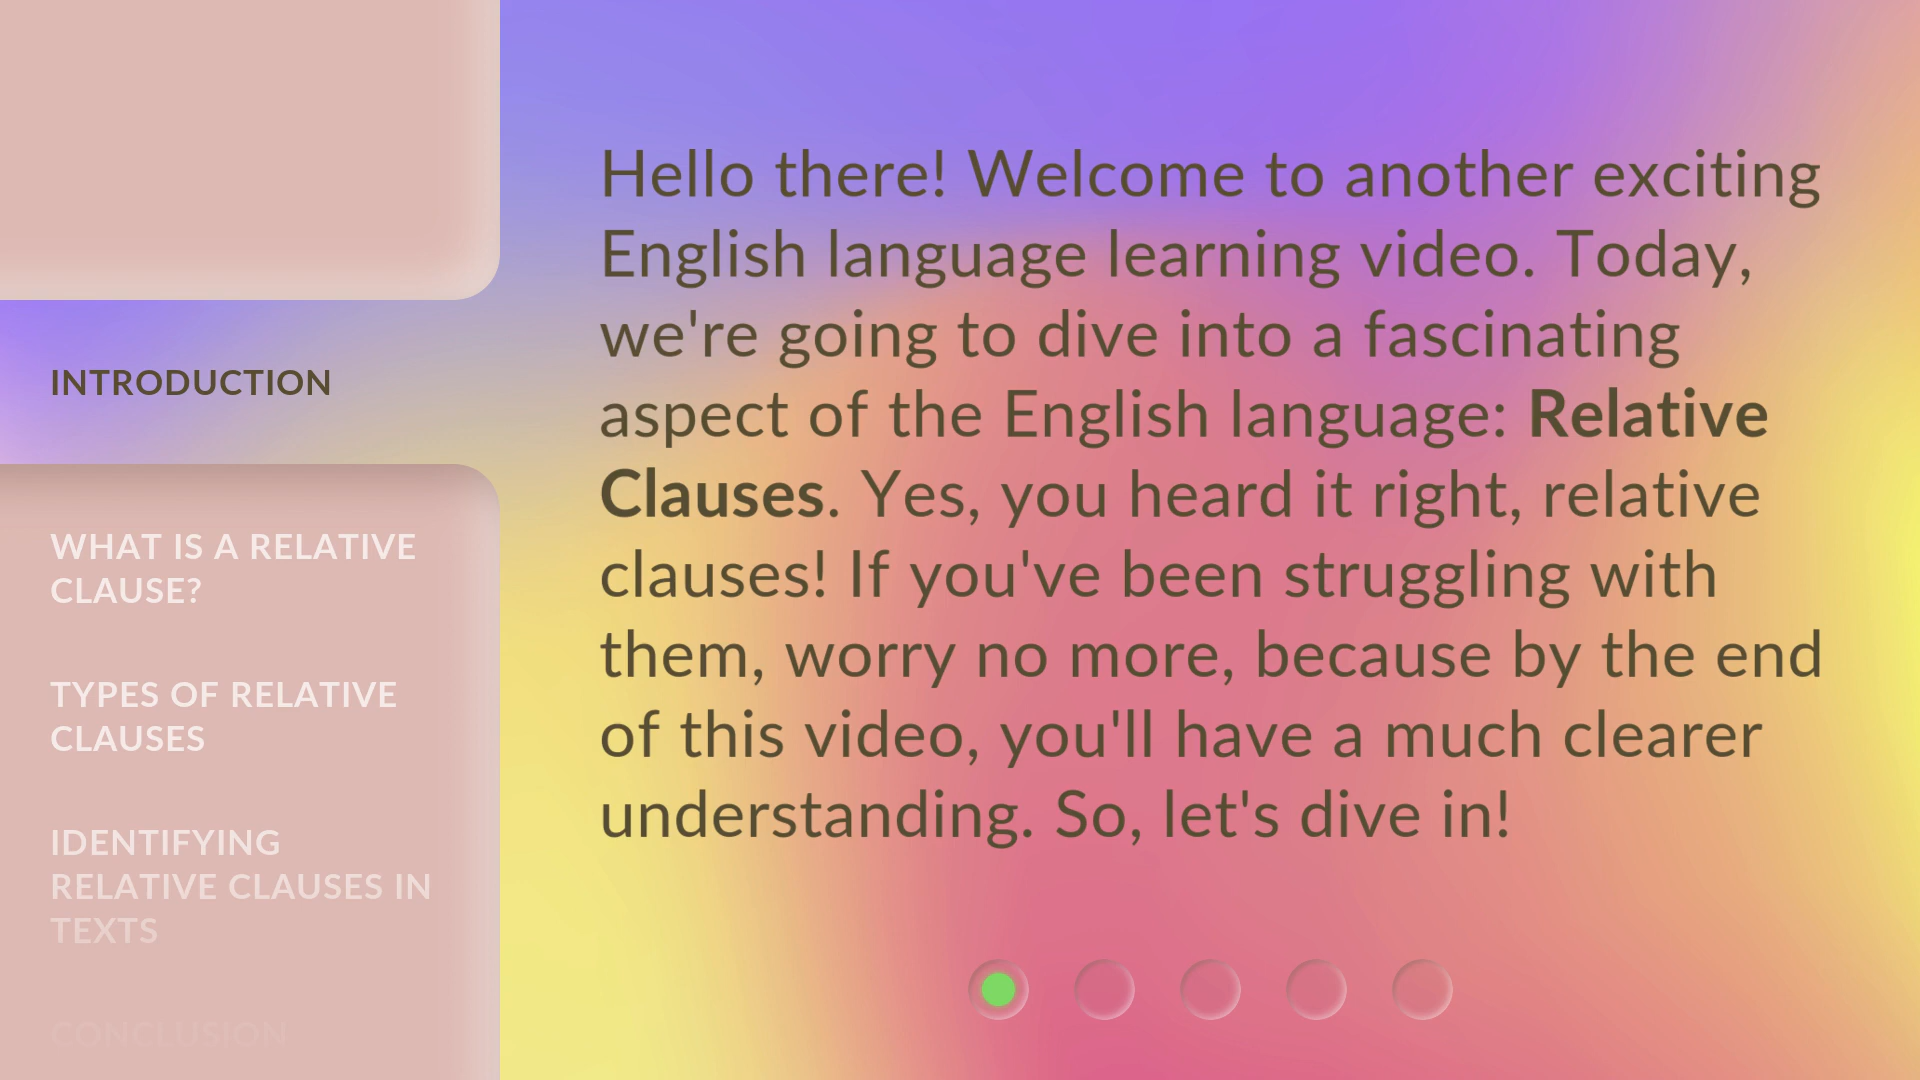 INTRODUCTION
WHAT IS A RELATIVE
CLAUSE?
TYPES OF RELATIVE
CLAUSES
IDENTIFYING
RELATIVE CLAUSES IN
TEXTS
CONCLUSION
Hello there! Welcome to another exciting
English language learning video. Today,
we're going to dive into a fascinating
aspect of the English language: Relative
Clauses. Yes, you heard it right, relative
clauses! If you've been struggling with
them, worry no more, because by the end
of this video, you'll have a much clearer
understanding. So, let's dive in!